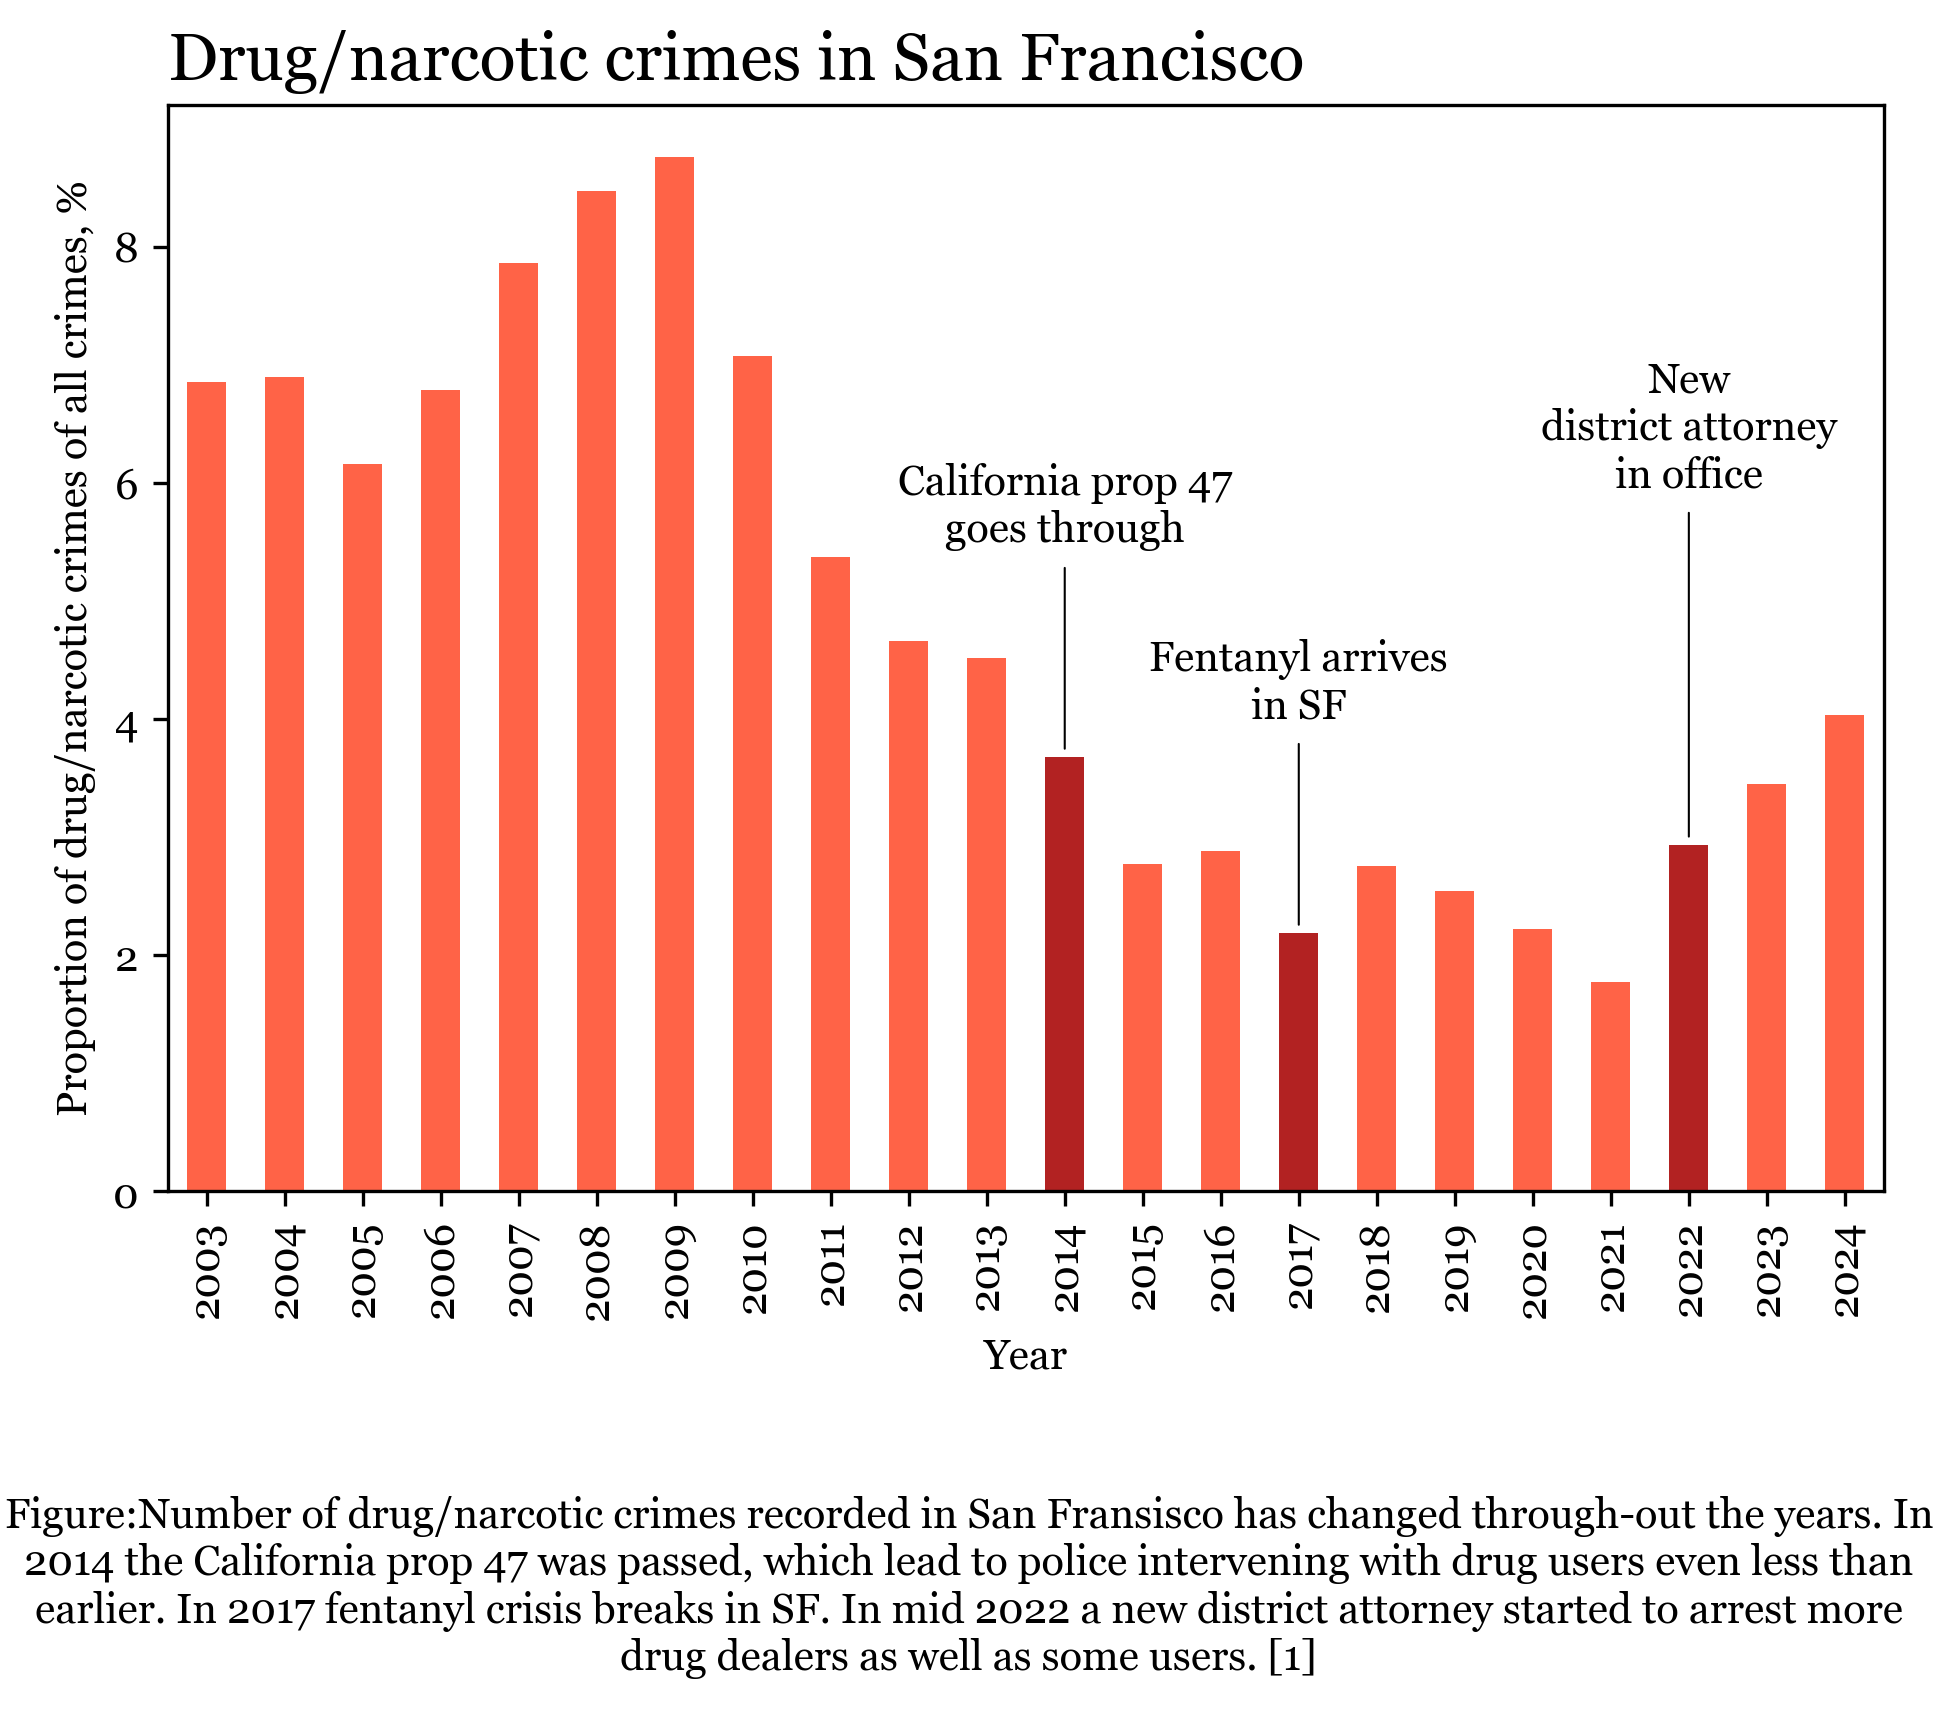 Drug/narcotic crimes in San Francisco
Proportion of drug/narcotic crimes of all crimes, %
8
6
4
2
0
New
district attorney
in office
California prop 47
goes through
Fentanyl arrives
in SF
2003
2004
2005
2006
2007
2008
2009
2010
2011
2012
2013
2014
2015
2016
2017
2018
2019
2020
2021
2022
2023
2024
Year
Figure:Number of drug/narcotic crimes recorded in San Fransisco has changed through-out the years. In
2014 the California prop 47 was passed, which lead to police intervening with drug users even less than
earlier. In 2017 fentanyl crisis breaks in SF. In mid 2022 a new district attorney started to arrest more
drug dealers as well as some users. [1]